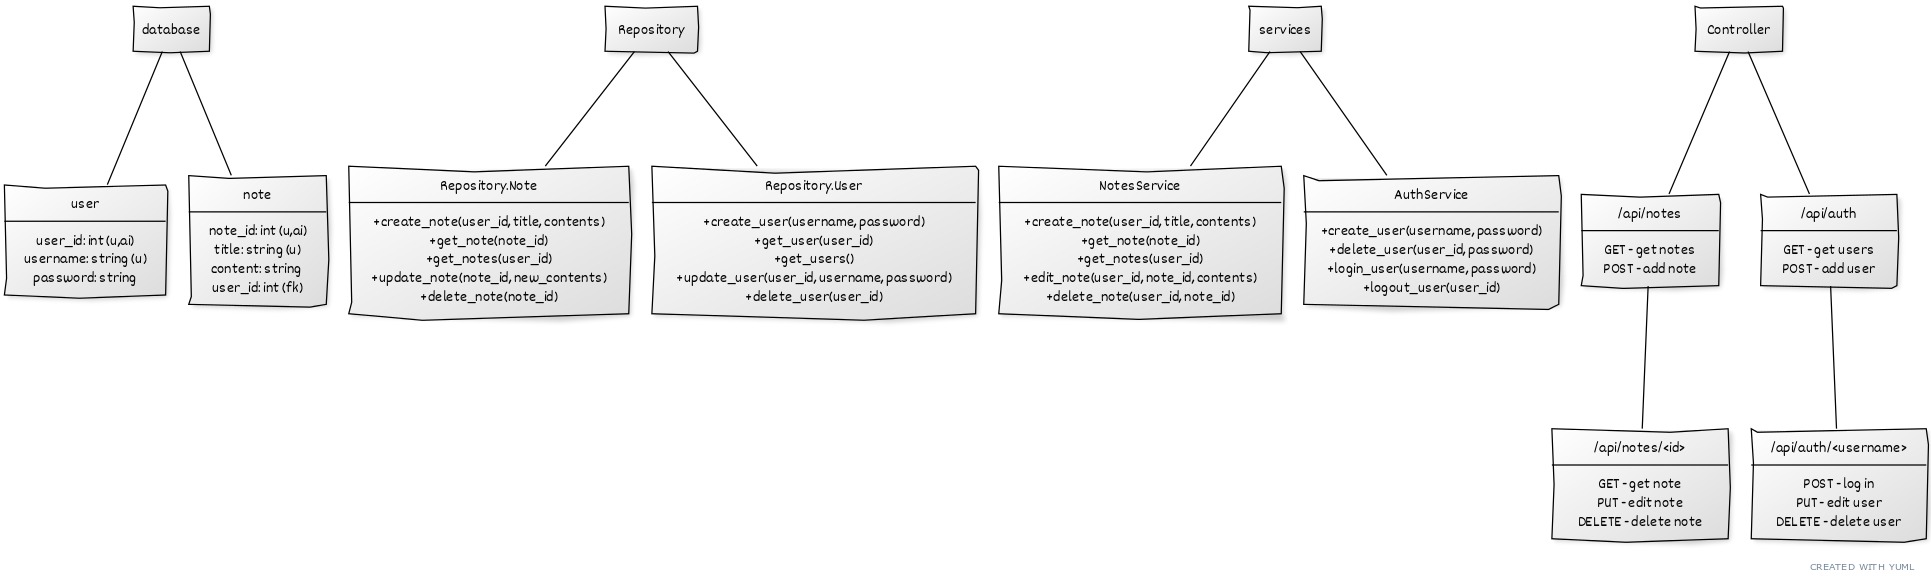 database
Repository
services
Controller
user
user_id: int (u,ai)
username: string (u)
password: string
note
note_id: int (u,ai)
title: string (u)
content: string
user_id: int (fk)
Repository.Note
+create_note(user_id, title, contents)
+get_note(note_id)
+get_notes(user_id)
+update_note(note_id, new_contents)
+delete_note(note_id)
Repository.User
+create_user(username, password)
+get_user(user_id)
+get_users()
+update_user(user_id, username, password)
+delete_user(user_id)
NotesService
+create_note(user_id, title, contents)
+get_note(note_id)
+get_notes(user_id)
+edit_note(user_id, note_id, contents)
+delete_note(user_id, note_id)
AuthService
+create_user(username, password)
+delete_user(user_id, password)
+login_user(username, password)
+logout_user(user_id)
/api/notes
GET - get notes
POST - add note
/api/auth
GET - get users
POST - add user
/api/notes/<id>
GET - get note
PUT - edit note
DELETE - delete note
/api/auth/<username>
POST - log in
PUT - edit user
DELETE - delete user
CREATED WITH YUML